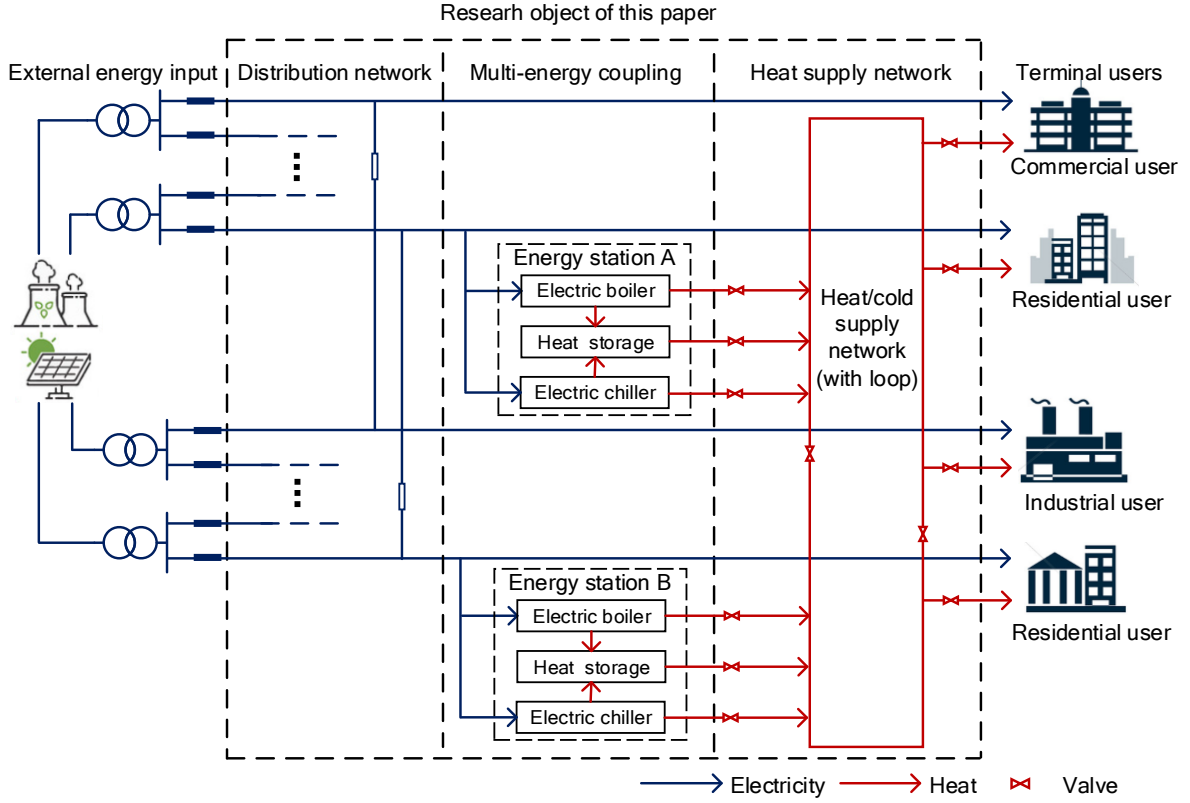 Researh object of this paper
External energy input
Distribution network
Multi-energy coupling
Heat supply network
Terminal users
Commercial user
Energy station A
Electric boiler
Heat storage
Electric chiller
Heat/cold
supply
network
(with loop)
Residential user
Industrial user
Energy station B
Electric boiler
Heat storage
Electric chiller
Residential user
Electricity
Heat
Valve